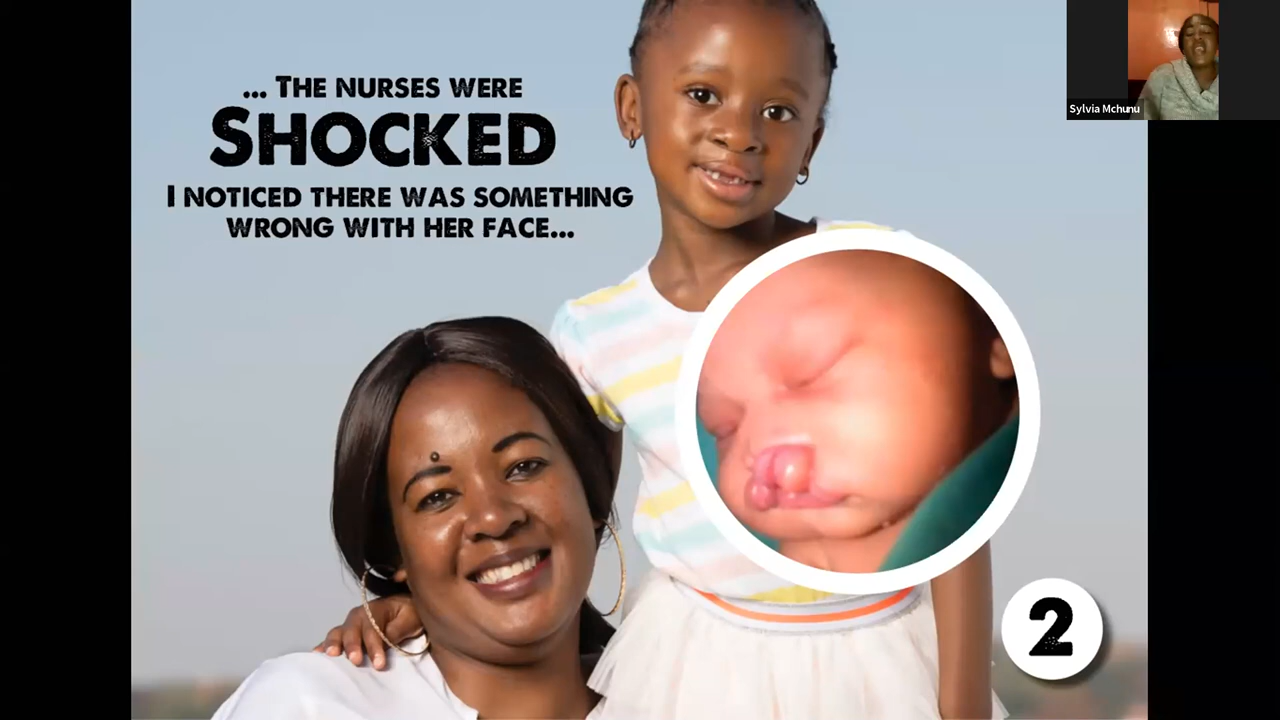 ... THE NURSES WERE
SHOCKED
I NOTICED THERE WAS SOMETHING
WRONG WITH HER FACE...
2
Sylvia Mchunu